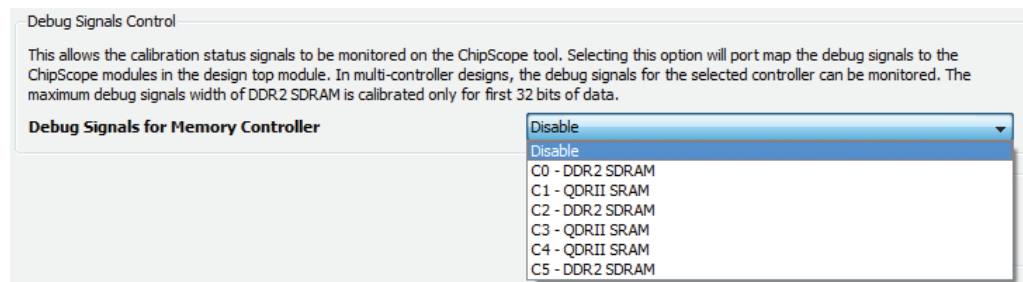 Debug Signals Control
This allows the calibration status signals to be monitored on the ChipScope tool. Selecting this option will port map the debug signals to the
ChipScope modules in the design top module. In multi-controller designs, the debug signals for the selected controller can be monitored. The
maximum debug signals width of DDR2 SDRAM is calibrated only for first 32 bits of data.
Debug Signals for Memory Controller Disable
Disable
C0 - DDR2 SDRAM
C1 - QDRII SRAM
C2 - DDR2 SDRAM
C3 - QDRII SRAM
C4 - QDRII SRAM
C5 - DDR2 SDRAM